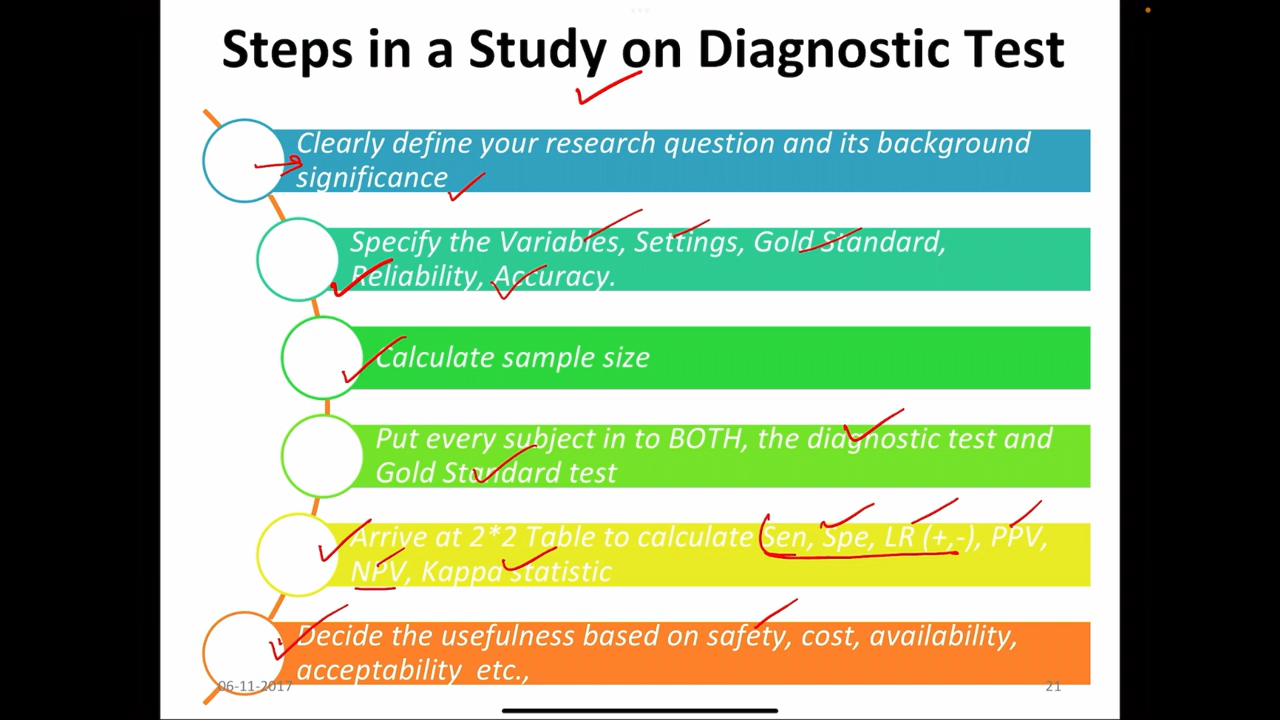 Steps in a Study on Diagnostic Test
Clearly define your research question and its background
significance
Specify the Variables, Settings, Gold Standard,
Reliability, Accuracy.
Calculate sample size
Put every subject in to BOTH, the diagnostic test and
Gold Standard test
Arrive at 2*2 Table to calculate Sen, Spe, LR (+,-), PPV,
NPV, Kappa statistic
Decide the usefulness based on safety, cost, availability,
acceptability etc.,
06-11-2017
21